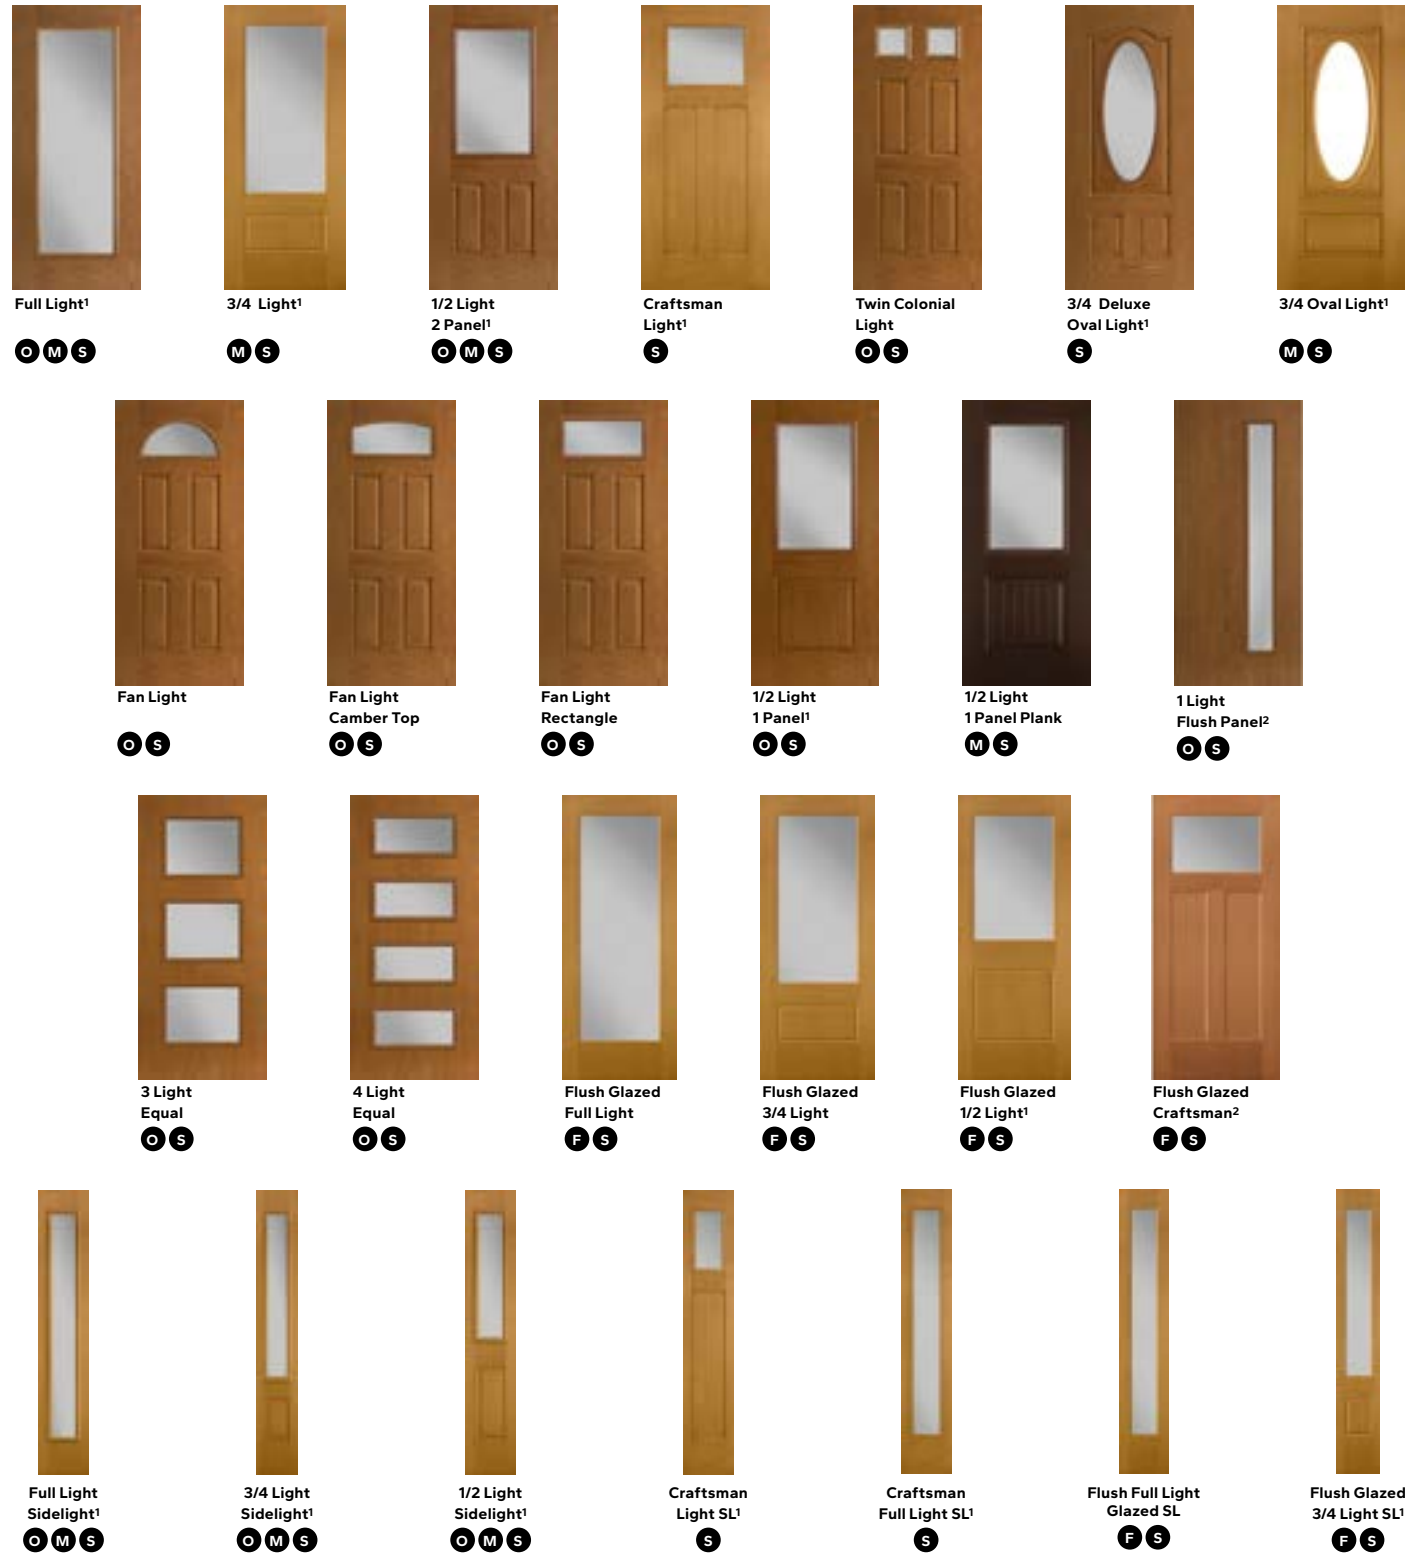 Full Light¹
O M S
3/4 Light¹
M S
1/2 Light
2 Panel¹
O M S
Craftsman
Light¹
S
Twin Colonial
Light
O S
3/4 Deluxe
Oval Light¹
S
3/4 Oval Light¹
M S
Fan Light
O S
Fan Light
Camber Top
O S
Fan Light
Rectangle
O S
1/2 Light
1 Panel¹
O S
1/2 Light
1 Panel Plank
M S
1 Light
Flush Panel²
O S
3 Light
Equal
O S
4 Light
Equal
O S
Flush Glazed
Full Light
F S
Flush Glazed
3/4 Light
F S
Flush Glazed
1/2 Light¹
F S
Flush Glazed
Craftsman²
F S
Full Light
Sidelight¹
O M S
3/4 Light
Sidelight¹
O M S
1/2 Light
Sidelight¹
O M S
Craftsman
Light SL¹
S
Craftsman
Full Light SL¹
S
Flush Full Light
Glazed SL
F S
Flush Glazed
3/4 Light SL¹
F S